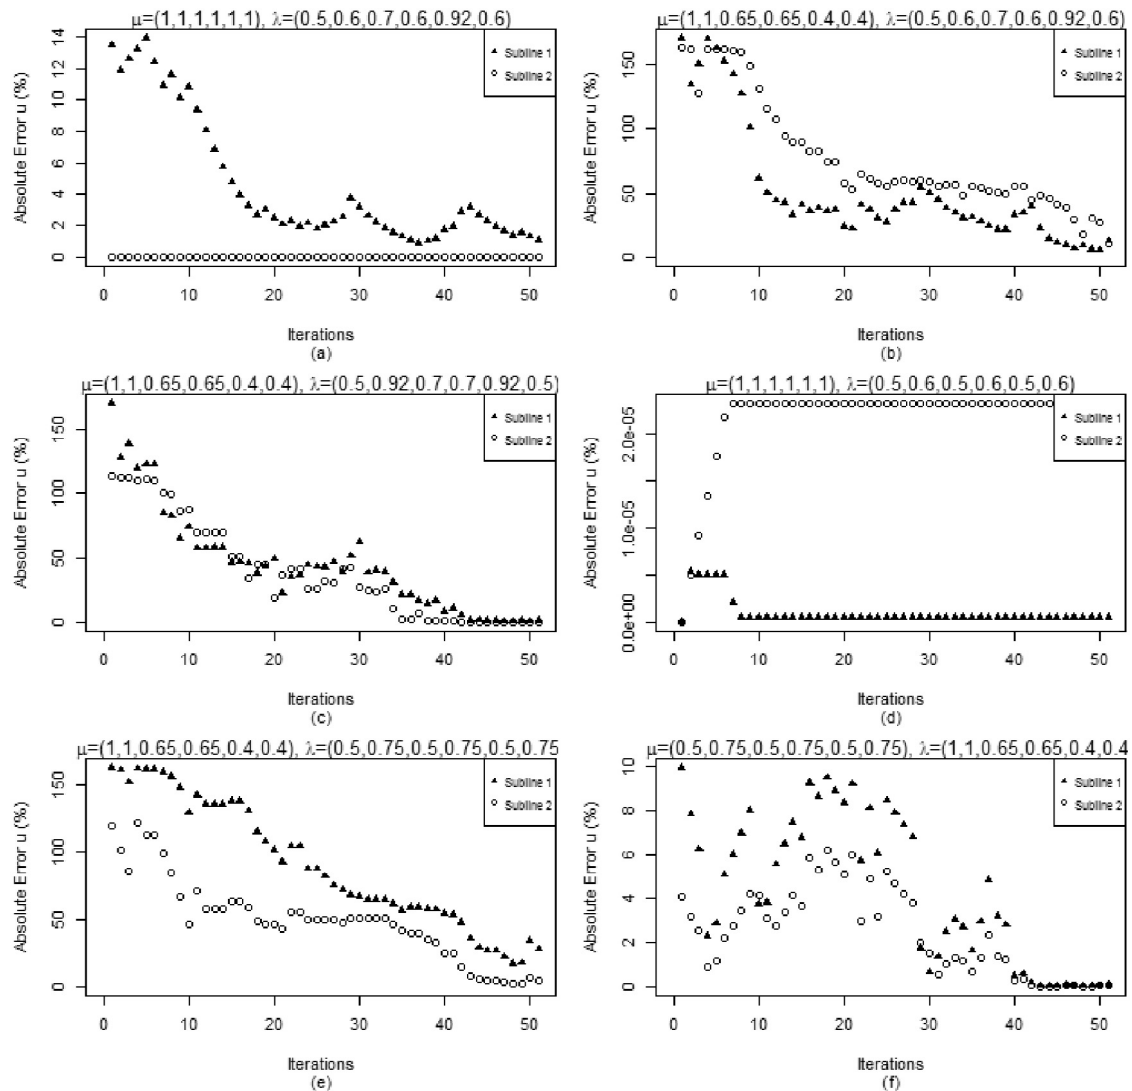 μ=(1,1,1,1,1,1), λ=(0.5,0.6,0.7,0.6,0.92,0.6)
Absolute Error u (%)
14
12
10
8
6
4
2
0
Subline 1
Subline 2
0 10 20 30 40 50
Iterations
(a)
μ=(1,1,0.65,0.65,0.4,0.4), λ=(0.5,0.6,0.7,0.6,0.92,0.6)
Absolute Error u (%)
150
100
50
0
Subline 1
Subline 2
0 10 20 30 40 50
Iterations
(b)
μ=(1,1,0.65,0.65,0.4,0.4), λ=(0.5,0.92,0.7,0.7,0.92,0.5)
Absolute Error u (%)
150
100
50
0
Subline 1
Subline 2
0 10 20 30 40 50
Iterations
(c)
μ=(1,1,1,1,1,1), λ=(0.5,0.6,0.5,0.6,0.5,0.6)
Absolute Error u (%)
2.0e-05
1.0e-05
0.0e+00
Subline 1
Subline 2
0 10 20 30 40 50
Iterations
(d)
μ=(1,1,0.65,0.65,0.4,0.4), λ=(0.5,0.75,0.5,0.75,0.5,0.75
Absolute Error u (%)
150
100
50
0
Subline 1
Subline 2
0 10 20 30 40 50
Iterations
(e)
μ=(0.5,0.75,0.5,0.75,0.5,0.75), λ=(1,1,0.65,0.65,0.4,0.4
Absolute Error u (%)
10
8
6
4
2
0
Subline 1
Subline 2
0 10 20 30 40 50
Iterations
(f)